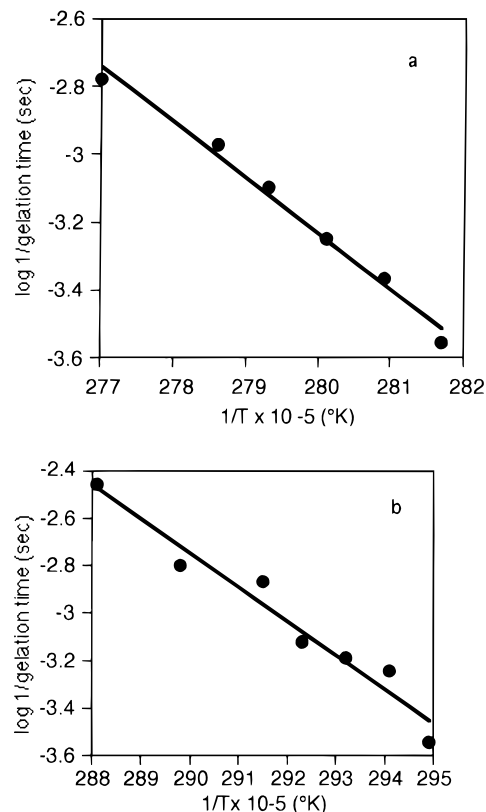 -2.6
a
-2.8
-3
-3.2
-3.4
-3.6
log 1/gelation time (sec)
277 278 279 280 281 282
1/T x 10 -5 (°K)
-2.4
b
-2.6
-2.8
-3
-3.2
-3.4
-3.6
log 1/gelation time (sec)
288 289 290 291 292 293 294 295
1/Tx 10-5 (°K)